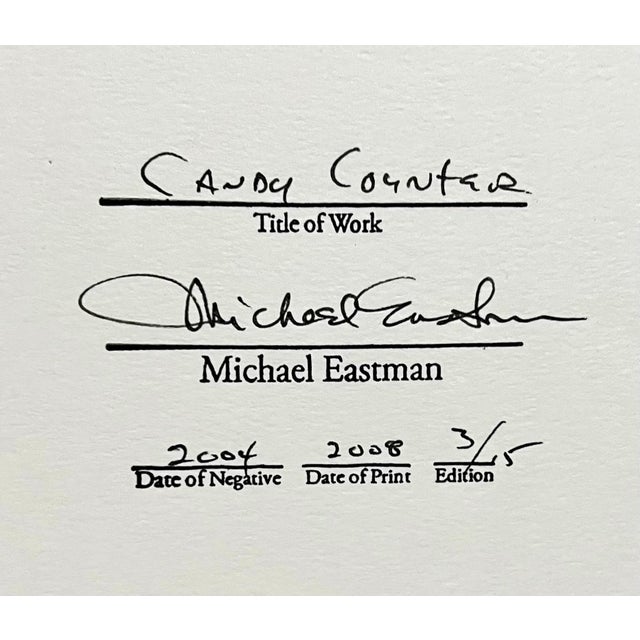 Candy Counter
Title of Work
Michael Eastman
Michael Eastman
2004 2008 3/15
Date of Negative Date of Print Edition